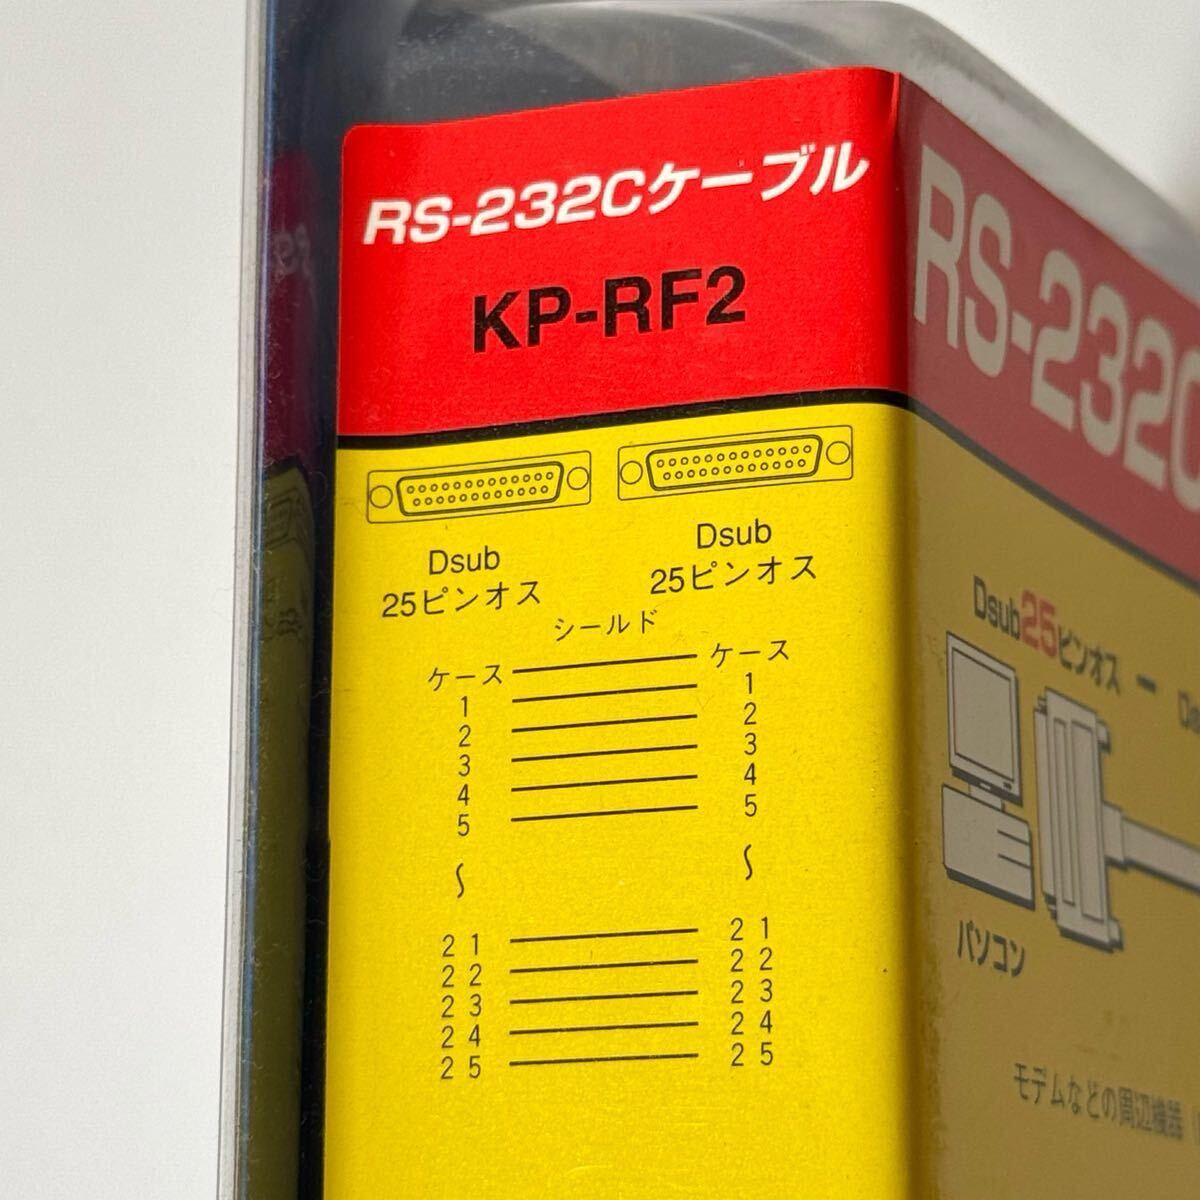 RS-232Cケーブル
KP-RF2
Dsub
25ピンオス
Dsub
25ピンオス
シールド
ケース ケース
1 1
2 2
3 3
4 4
5 5
〜 〜
21 21
22 22
23 23
24 24
25 25
RS-232C
Dsub25ピンオス ー
パソコン
モデムなどの周辺機器